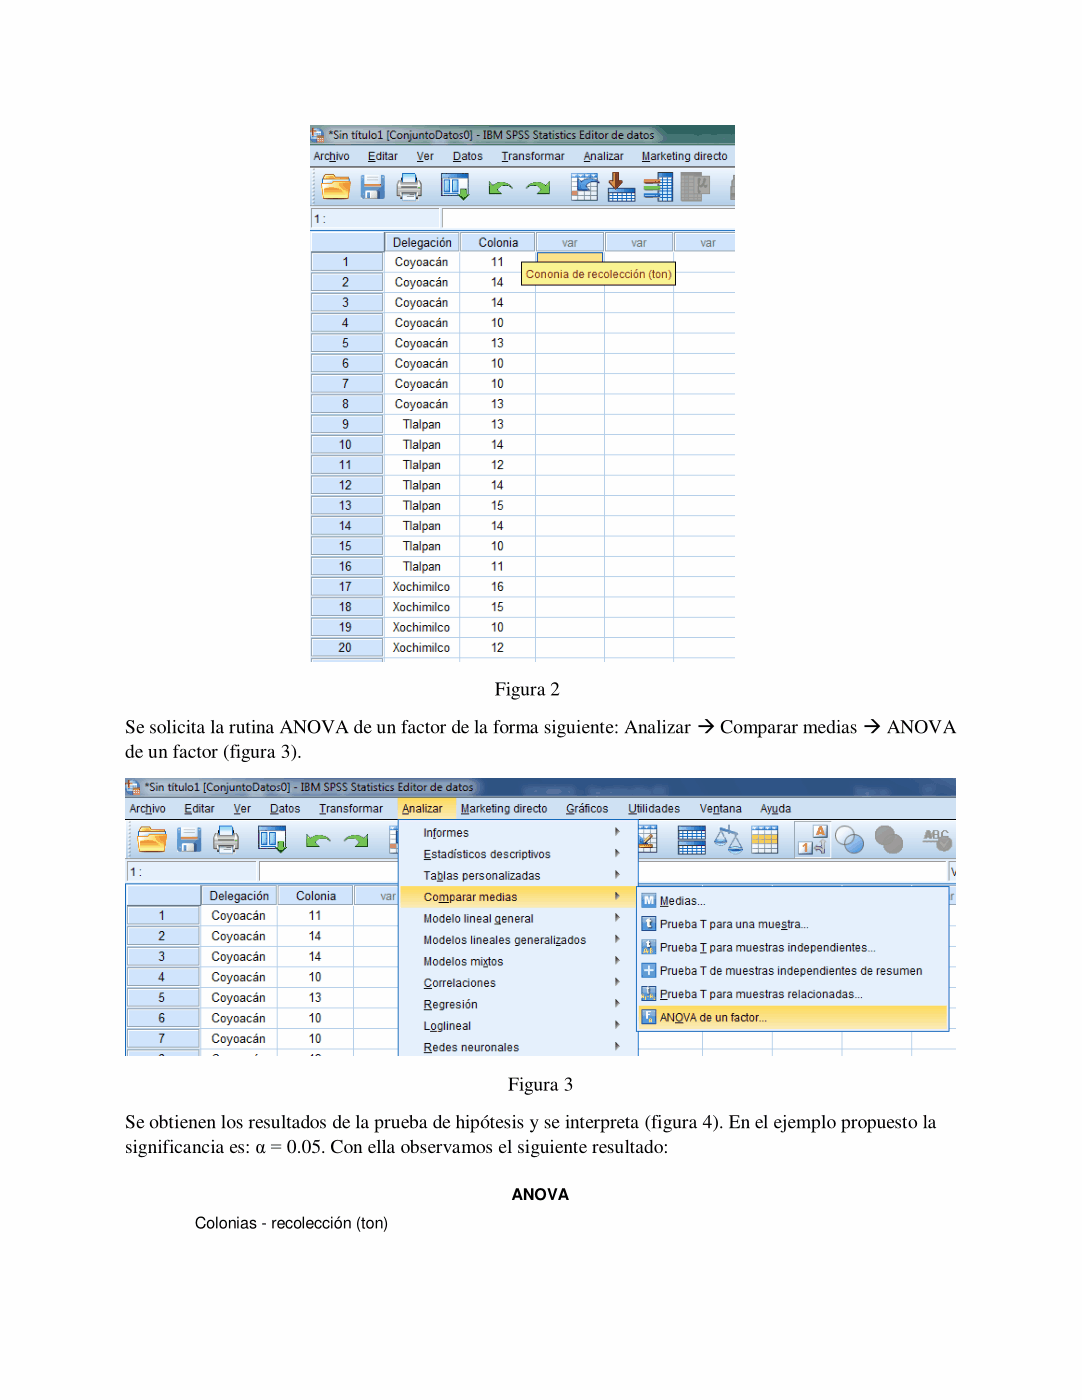 *Sin título1 [ConjuntoDatos0] - IBM SPSS Statistics Editor de datos
Archivo Editar Ver Datos Transformar Analizar Marketing directo
1 :
Delegación Colonia var var var
1 Coyoacán 11
Cononia de recolección (ton)
2 Coyoacán 14
3 Coyoacán 14
4 Coyoacán 10
5 Coyoacán 13
6 Coyoacán 10
7 Coyoacán 10
8 Coyoacán 13
9 Tlalpan 13
10 Tlalpan 14
11 Tlalpan 12
12 Tlalpan 14
13 Tlalpan 15
14 Tlalpan 14
15 Tlalpan 10
16 Tlalpan 11
17 Xochimilco 16
18 Xochimilco 15
19 Xochimilco 10
20 Xochimilco 12
Figura 2
Se solicita la rutina ANOVA de un factor de la forma siguiente: Analizar → Comparar medias → ANOVA
de un factor (figura 3).
*Sin título1 [ConjuntoDatos0] - IBM SPSS Statistics Editor de datos
Archivo Editar Ver Datos Transformar Analizar Marketing directo Gráficos Utilidades Ventana Ayuda
1 :
Delegación Colonia var
1 Coyoacán 11
2 Coyoacán 14
3 Coyoacán 14
4 Coyoacán 10
5 Coyoacán 13
6 Coyoacán 10
7 Coyoacán 10
Informes
Estadísticos descriptivos
Tablas personalizadas
Comparar medias
Modelo lineal general
Modelos lineales generalizados
Modelos mixtos
Correlaciones
Regresión
Loglineal
Redes neuronales
Medias...
Prueba T para una muestra...
Prueba T para muestras independientes...
Prueba T de muestras independientes de resumen
Prueba T para muestras relacionadas...
ANOVA de un factor...
Figura 3
Se obtienen los resultados de la prueba de hipótesis y se interpreta (figura 4). En el ejemplo propuesto la
significancia es: α = 0.05. Con ella observamos el siguiente resultado:
ANOVA
Colonias - recolección (ton)